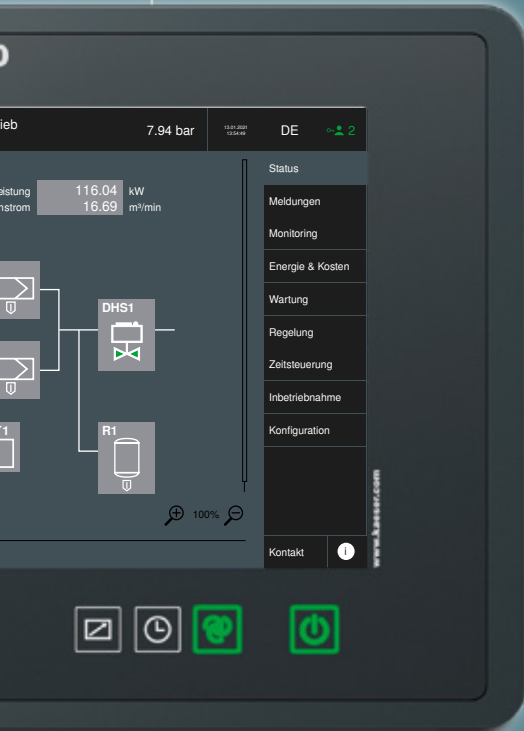 ieb
7.94 bar
13.01.2021
13:54:49
DE
2
Status
eistung 116.04 kW
nstrom 16.69 m³/min
Meldungen
Monitoring
Energie & Kosten
DHS1
Wartung
Regelung
Zeitsteuerung
Inbetriebnahme
T1
R1
Konfiguration
100%
Kontakt
i
www.kaeser.com